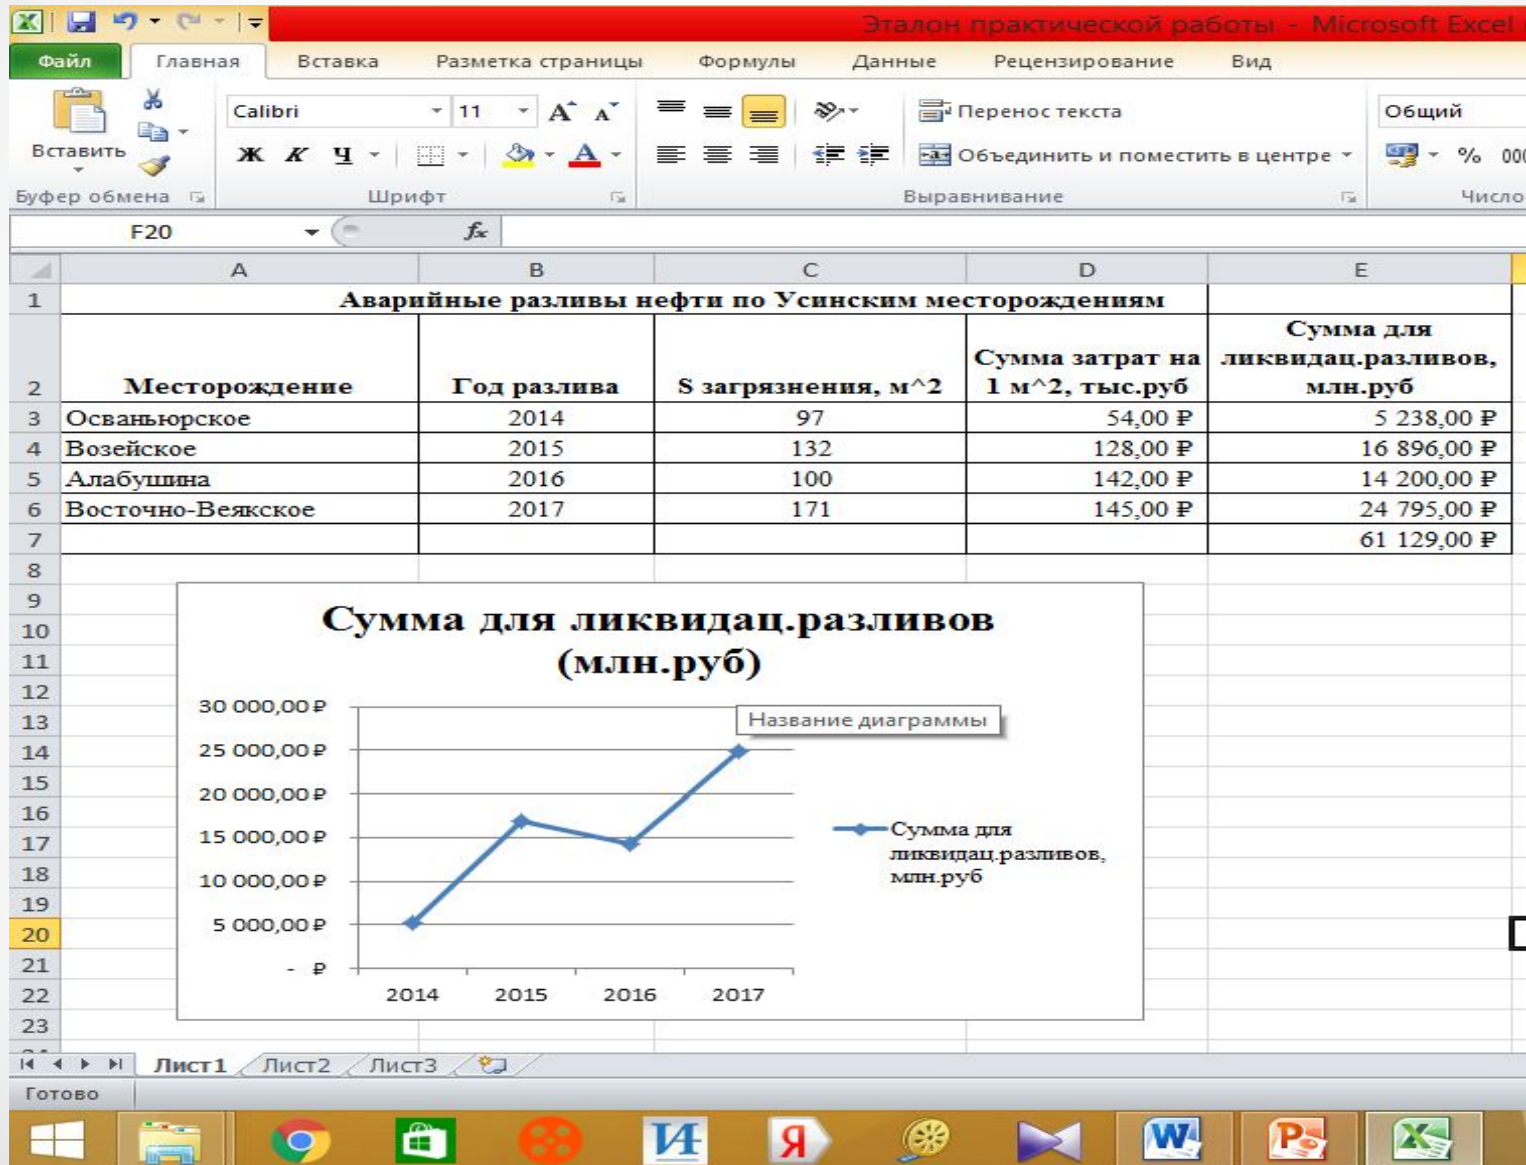 Эталон практической работы - Microsoft Excel
Файл Главная Вставка Разметка страницы Формулы Данные Рецензирование Вид
Calibri 11 A A Перенос текста Общий
Вставить Ж К Ч A Объединить и поместить в центре % 000
Буфер обмена Шрифт Выравнивание Число
F20 fx
A B C D E
1 Аварийные разливы нефти по Усинским месторождениям
Сумма для
Сумма затрат на ликвидац.разливов,
2 Месторождение Год разлива S загрязнения, м^2 1 м^2, тыс.руб млн.руб
3 Осваньюрское 2014 97 54,00 ₽ 5 238,00 ₽
4 Возейское 2015 132 128,00 ₽ 16 896,00 ₽
5 Алабушина 2016 100 142,00 ₽ 14 200,00 ₽
6 Восточно-Веякское 2017 171 145,00 ₽ 24 795,00 ₽
7 61 129,00 ₽
8
9
10
11
12
13
14
15
16
17
18
19
20
21
22
23
Сумма для ликвидац.разливов
(млн.руб)
30 000,00 ₽
25 000,00 ₽
20 000,00 ₽
15 000,00 ₽
10 000,00 ₽
5 000,00 ₽
- ₽
2014 2015 2016 2017
Название диаграммы
Сумма для
ликвидац.разливов,
млн.руб
Лист1 Лист2 Лист3
Готово
И Я W P X